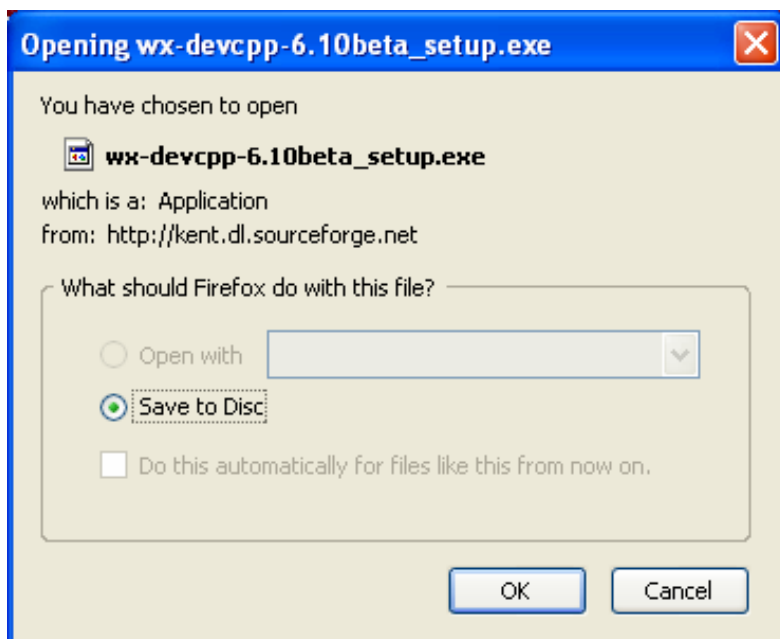 Opening wx-devcpp-6.10beta_setup.exe
You have chosen to open
wx-devcpp-6.10beta_setup.exe
which is a: Application
from: http://kent.dl.sourceforge.net
What should Firefox do with this file?
Open with
Save to Disc
Do this automatically for files like this from now on.
OK Cancel